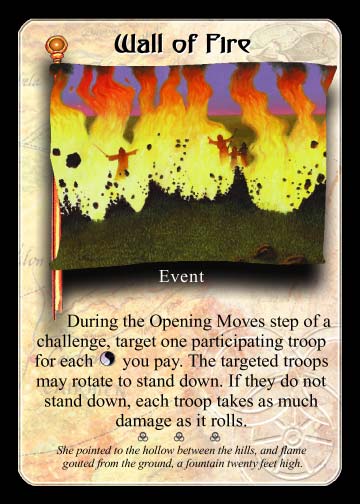 Wall of Fire
Event
During the Opening Moves step of a
challenge, target one participating troop
for each you pay. The targeted troops
may rotate to stand down. If they do not
stand down, each troop takes as much
damage as it rolls.
She pointed to the hollow between the hills, and flame
gouted from the ground, a fountain twenty feet high.